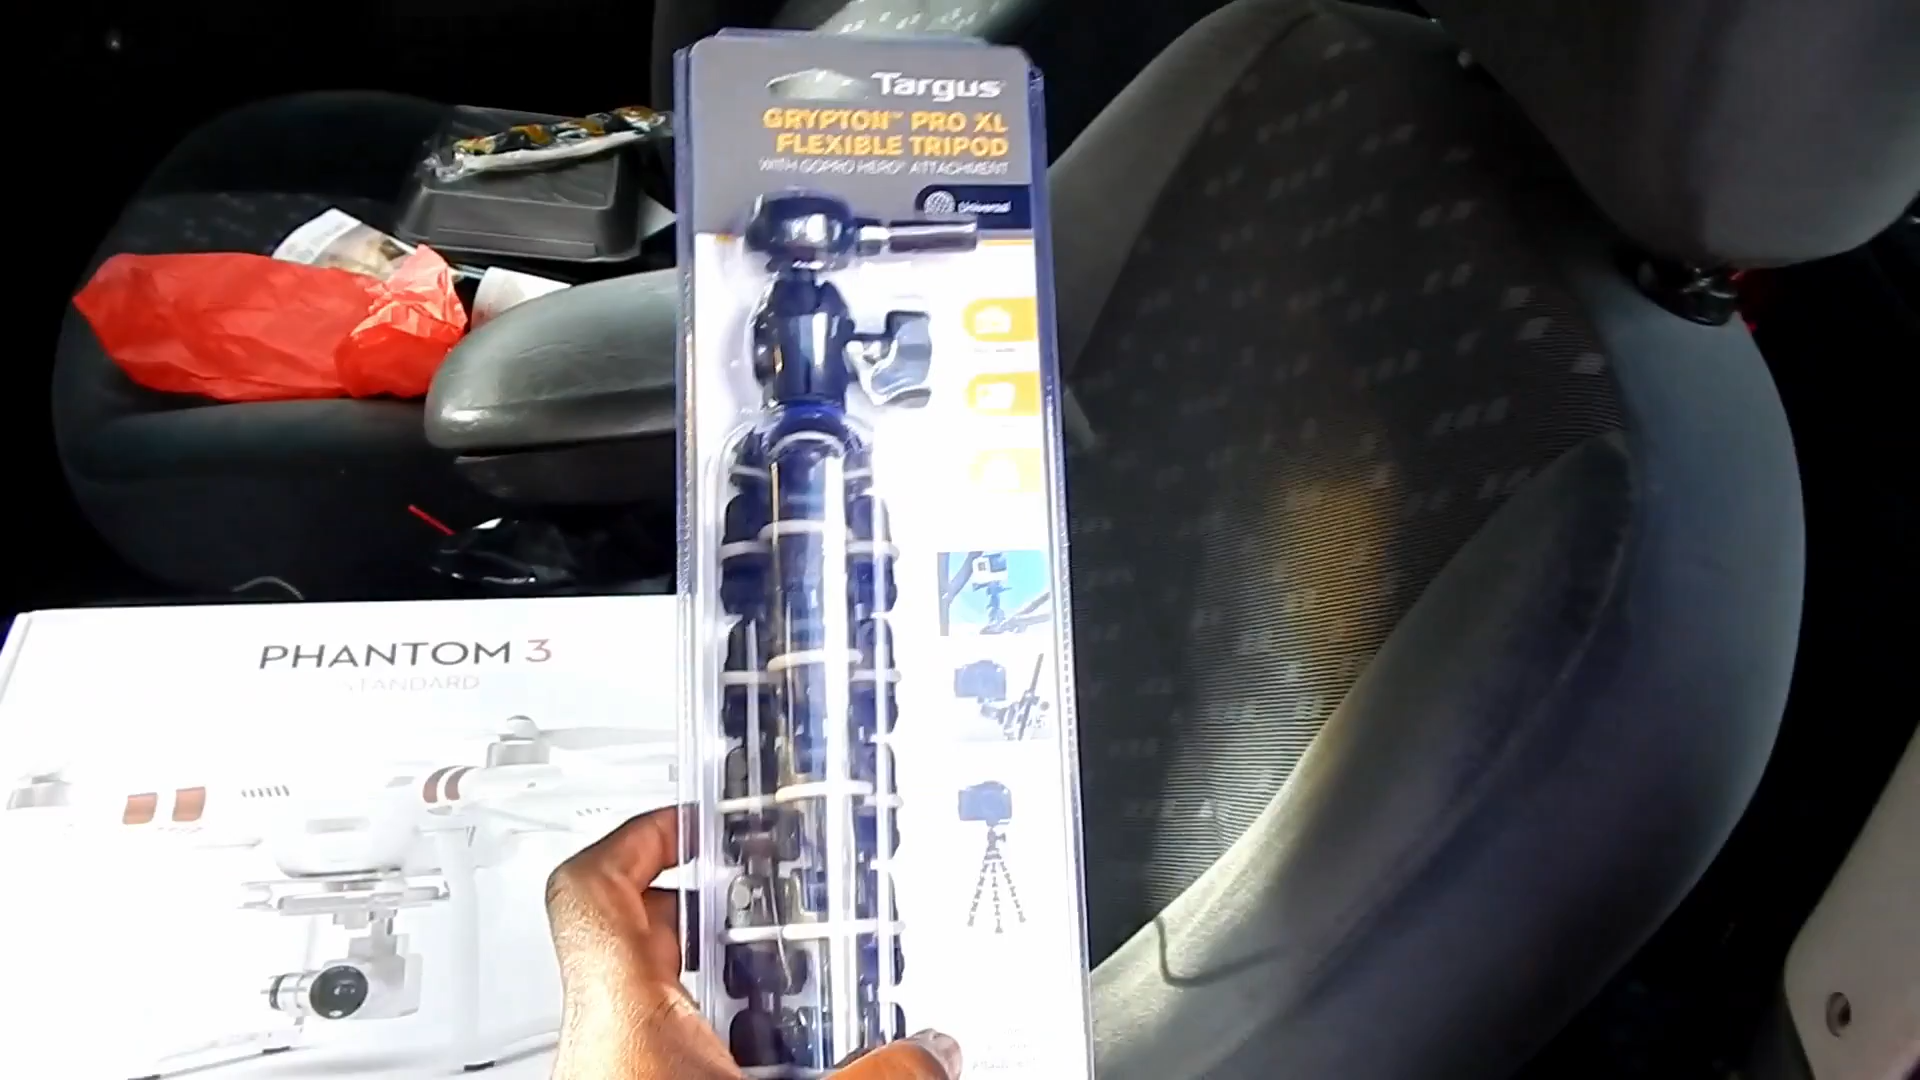 Targus
GRYPTON™ PRO XL
FLEXIBLE TRIPOD
WITH GOPRO HERO® ATTACHMENT
Universal
PHANTOM 3
STANDARD